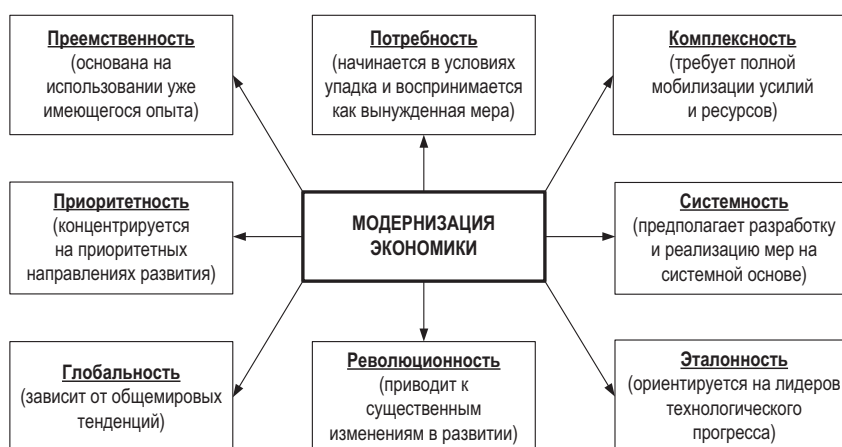 Преемственность
(основана на
использовании уже
имеющегося опыта)
Потребность
(начинается в условиях
упадка и воспринимается
как вынужденная мера)
Комплексность
(требует полной
мобилизации усилий
и ресурсов)
Приоритетность
(концентрируется
на приоритетных
направлениях развития)
МОДЕРНИЗАЦИЯ
ЭКОНОМИКИ
Системность
(предполагает разработку
и реализацию мер на
системной основе)
Глобальность
(зависит от общемировых
тенденций)
Революционность
(приводит к
существенным
изменениям в развитии)
Эталонность
(ориентируется на лидеров
технологического
прогресса)